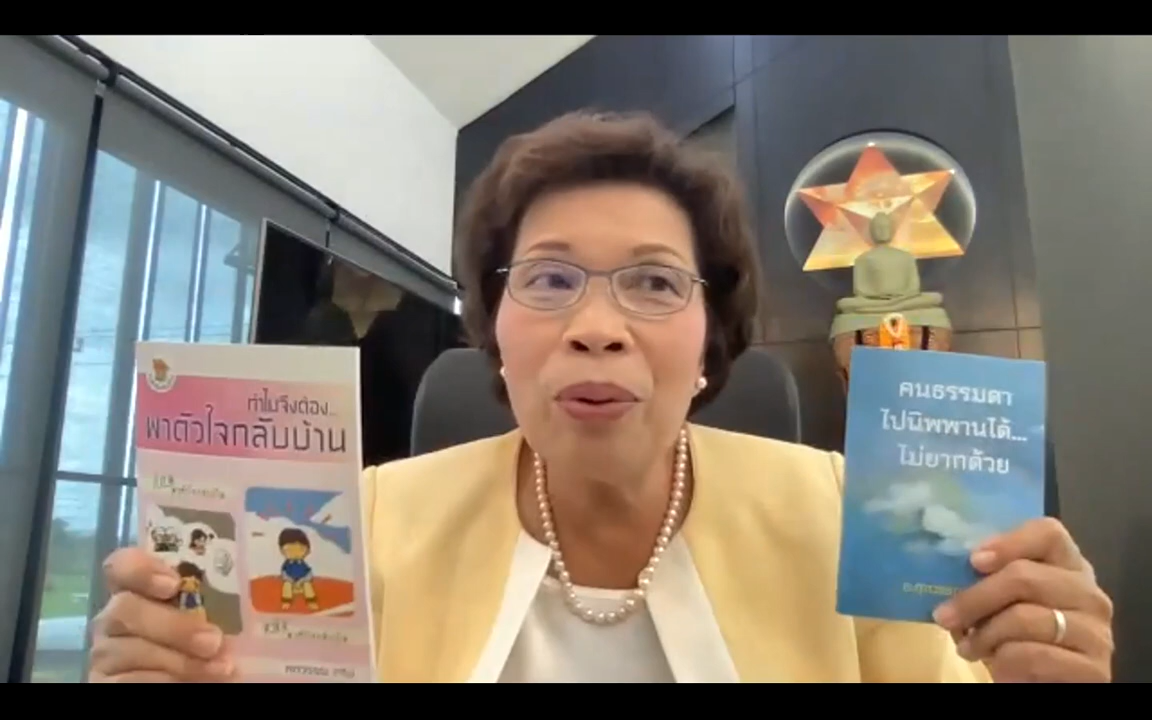 ทำไมจึงต้อง...
พาตัวใจกลับบ้าน
คนธรรมดา
ไปนิพพานได้...
ไม่ยากด้วย